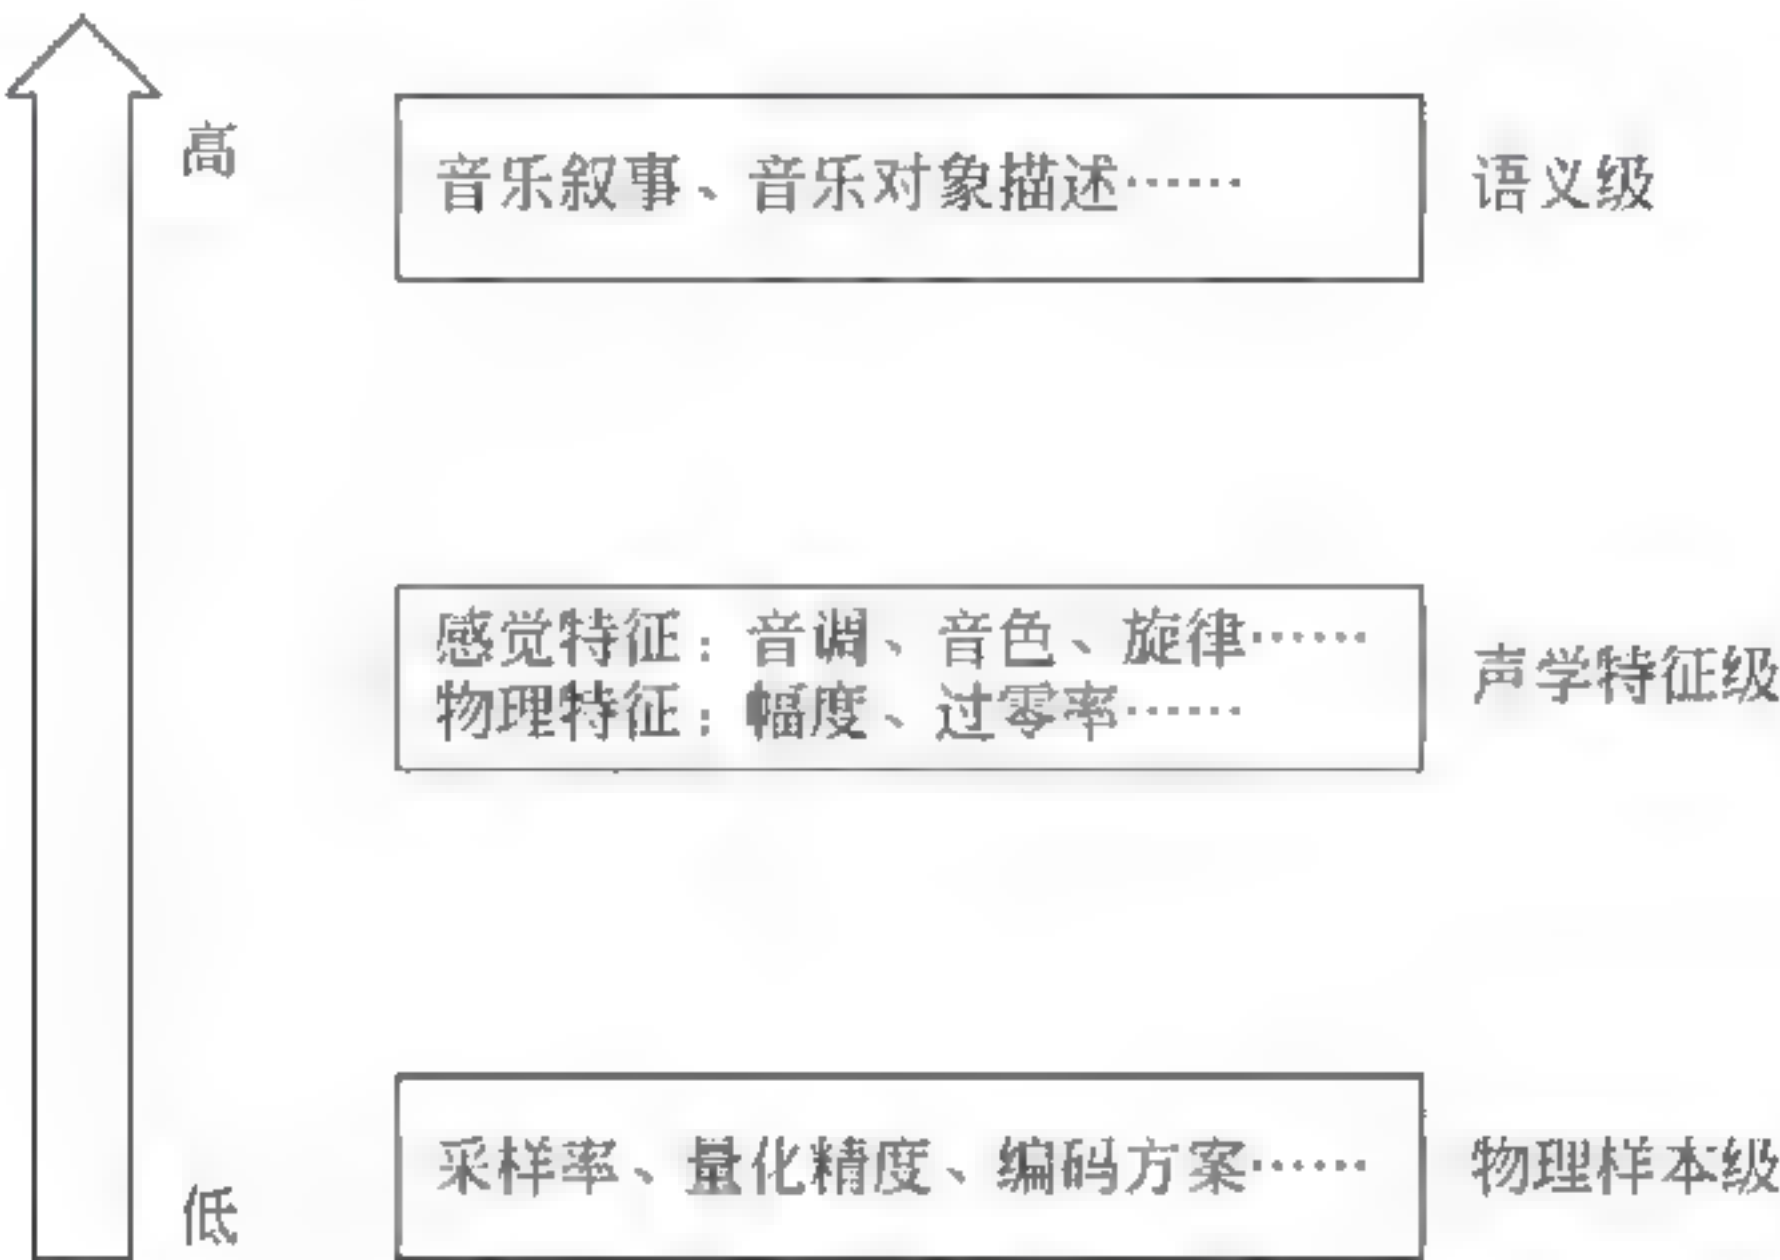 高
音乐叙事、音乐对象描述……
语义级
感觉特征：音调、音色、旋律……
物理特征：幅度、过零率……
声学特征级
采样率、量化精度、编码方案……
物理样本级
低